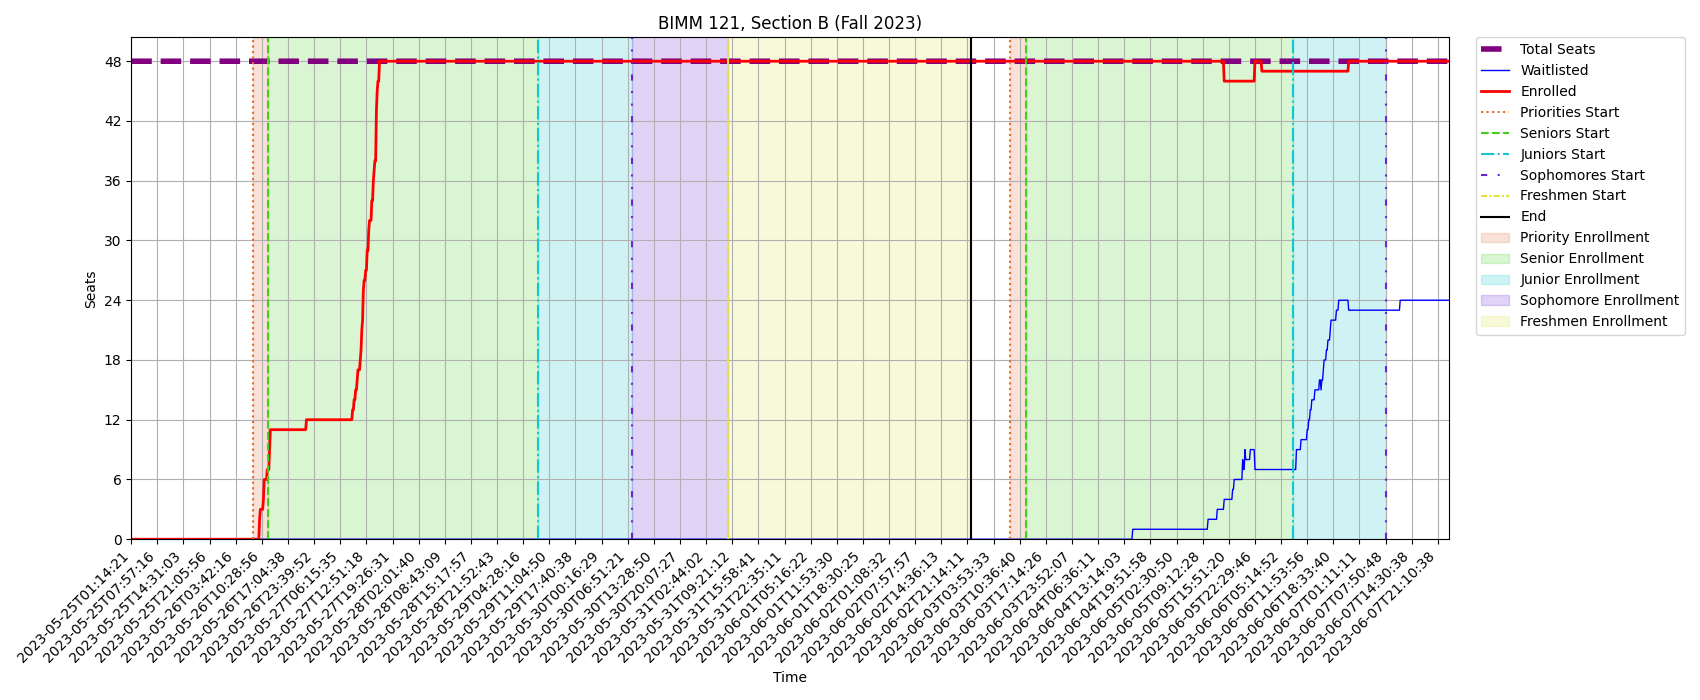 BIMM 121, Section B (Fall 2023)
Seats
48
42
36
30
24
18
12
6
0
2023-05-25T01:14:21
2023-05-25T07:57:16
2023-05-25T14:31:03
2023-05-25T21:05:56
2023-05-26T03:42:16
2023-05-26T10:28:56
2023-05-26T17:04:38
2023-05-26T23:39:52
2023-05-27T06:15:35
2023-05-27T12:51:18
2023-05-27T19:26:31
2023-05-28T02:01:40
2023-05-28T08:43:09
2023-05-28T15:17:57
2023-05-28T21:52:43
2023-05-29T04:28:16
2023-05-29T11:04:50
2023-05-29T17:40:38
2023-05-30T00:16:29
2023-05-30T06:51:21
2023-05-30T13:28:50
2023-05-30T20:07:27
2023-05-31T02:44:02
2023-05-31T09:21:12
2023-05-31T15:58:41
2023-05-31T22:35:11
2023-06-01T05:16:22
2023-06-01T11:53:30
2023-06-01T18:30:25
2023-06-02T01:08:32
2023-06-02T07:57:57
2023-06-02T14:36:13
2023-06-02T21:14:11
2023-06-03T03:53:33
2023-06-03T10:36:40
2023-06-03T17:14:26
2023-06-03T23:52:07
2023-06-04T06:36:11
2023-06-04T13:14:03
2023-06-04T19:51:58
2023-06-05T02:30:50
2023-06-05T09:12:28
2023-06-05T15:51:20
2023-06-05T22:29:46
2023-06-06T05:14:52
2023-06-06T11:53:56
2023-06-06T18:33:40
2023-06-07T01:11:11
2023-06-07T07:50:48
2023-06-07T14:30:38
2023-06-07T21:10:38
Time
Total Seats
Waitlisted
Enrolled
Priorities Start
Seniors Start
Juniors Start
Sophomores Start
Freshmen Start
End
Priority Enrollment
Senior Enrollment
Junior Enrollment
Sophomore Enrollment
Freshmen Enrollment